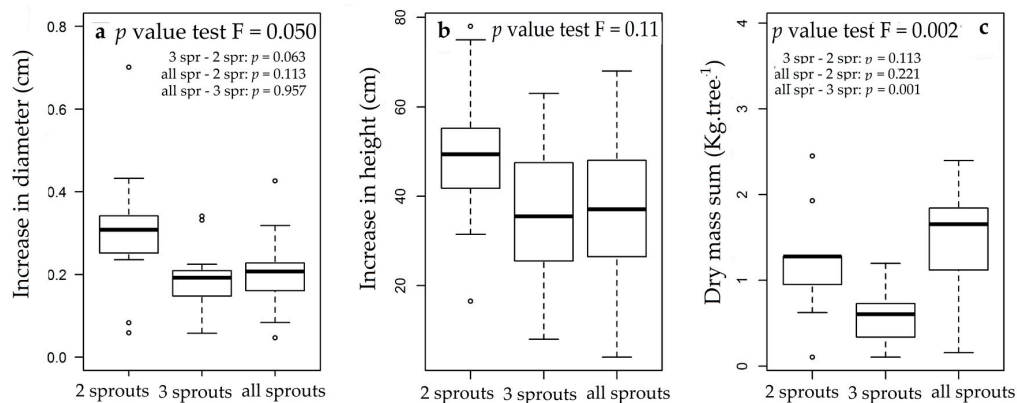 a p value test F = 0.050
3 spr - 2 spr: p = 0.063
all spr - 2 spr: p = 0.113
all spr - 3 spr: p = 0.957
Increase in diameter (cm)
0.8
0.6
0.4
0.2
0.0
2 sprouts 3 sprouts all sprouts
b p value test F = 0.11
Increase in height (cm)
80
60
40
20
2 sprouts 3 sprouts all sprouts
p value test F = 0.002 c
3 spr - 2 spr: p = 0.113
all spr - 2 spr: p = 0.221
all spr - 3 spr: p = 0.001
Dry mass sum (Kg.tree-1)
4
3
2
1
0
2 sprouts 3 sprouts all sprouts